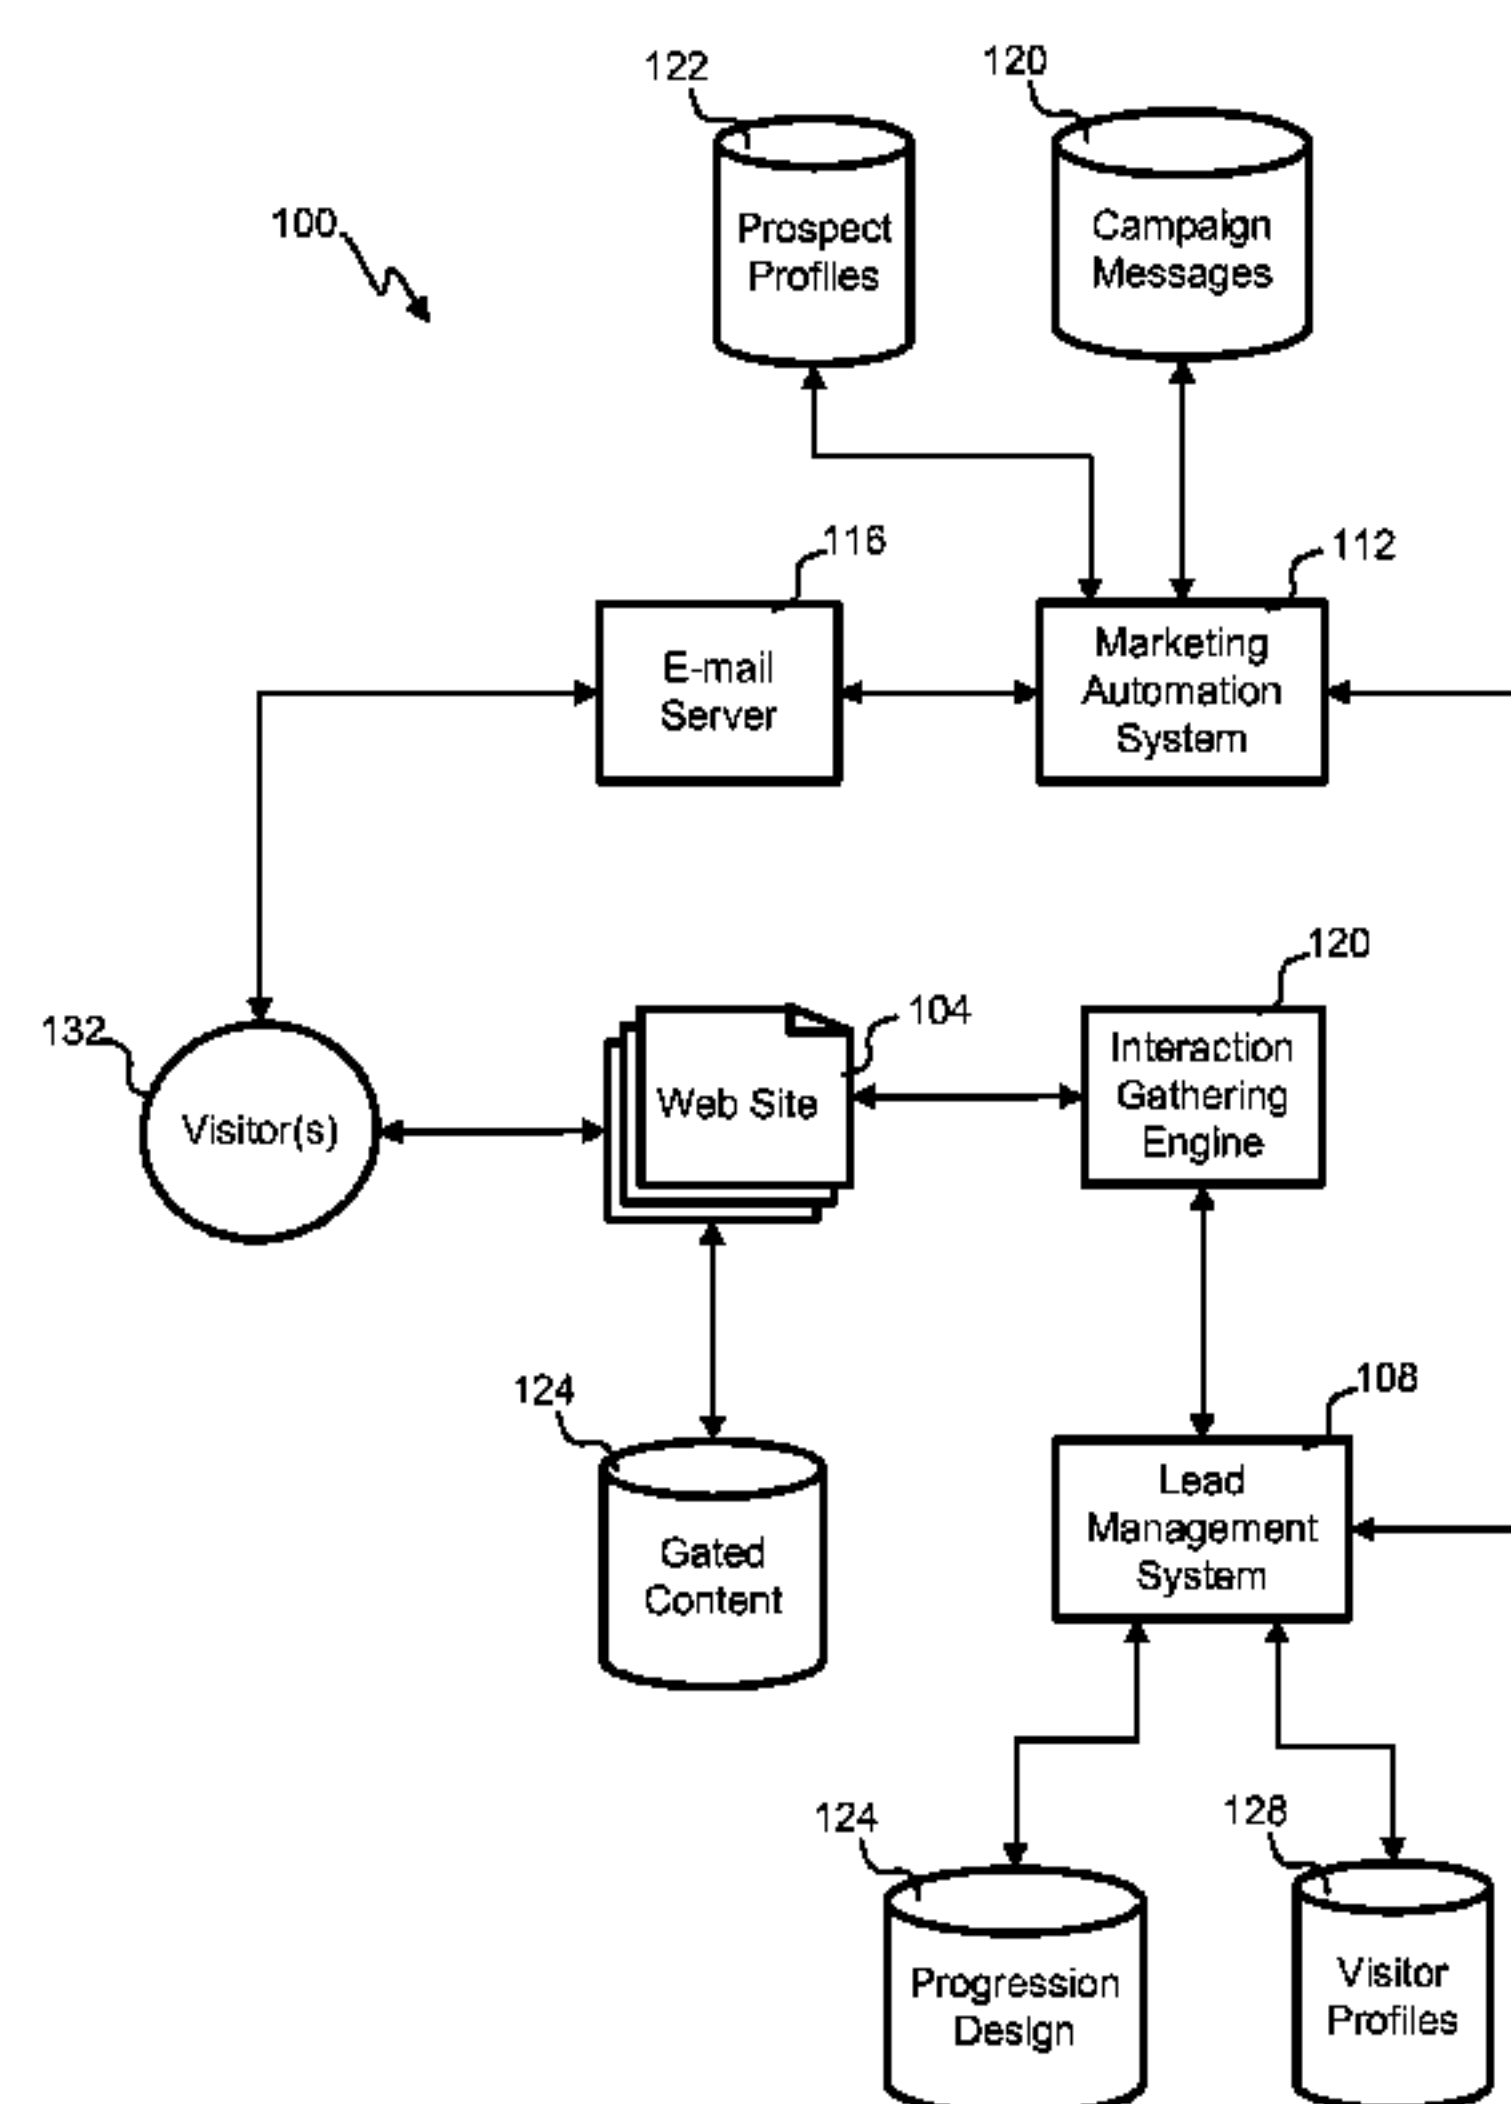 122
120
100
Prospect
Profiles
Campaign
Messages
116
112
E-mail
Server
Marketing
Automation
System
120
132
104
Visitor(s)
Web Site
Interaction
Gathering
Engine
124
108
Gated
Content
Lead
Management
System
124
128
Progression
Design
Visitor
Profiles